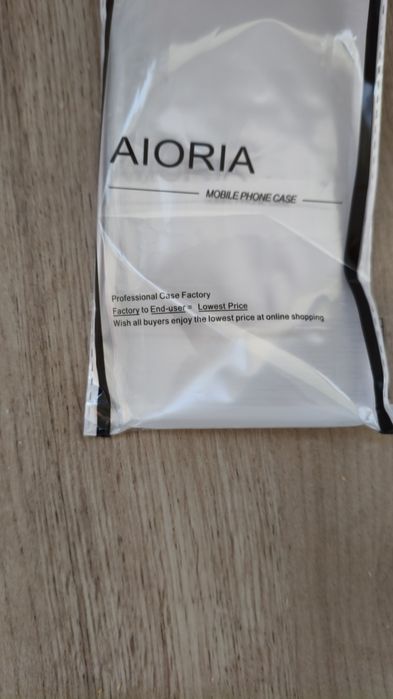 AIORIA
MOBILE PHONE CASE
Professional Case Factory
Factory to End-user = Lowest Price
Wish all buyers enjoy the lowest price at online shopping